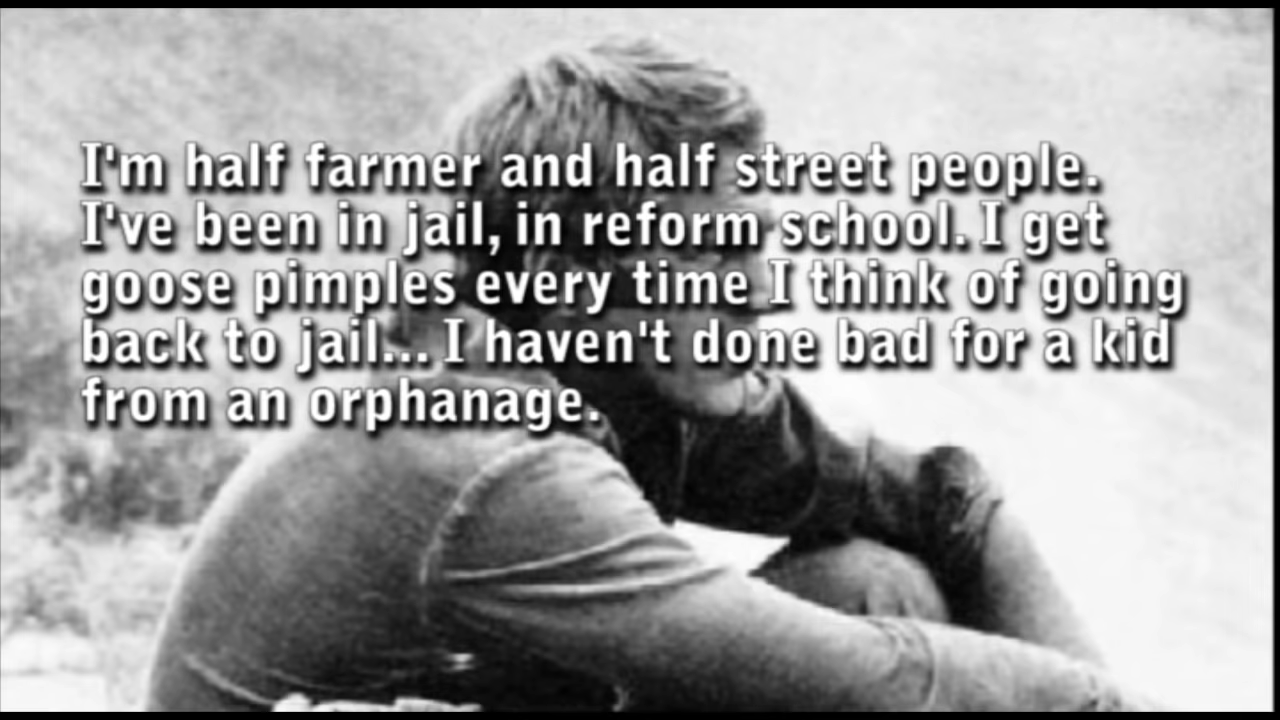 I'm half farmer and half street people.
I've been in jail, in reform school. I get
goose pimples every time I think of going
back to jail... I haven't done bad for a kid
from an orphanage.